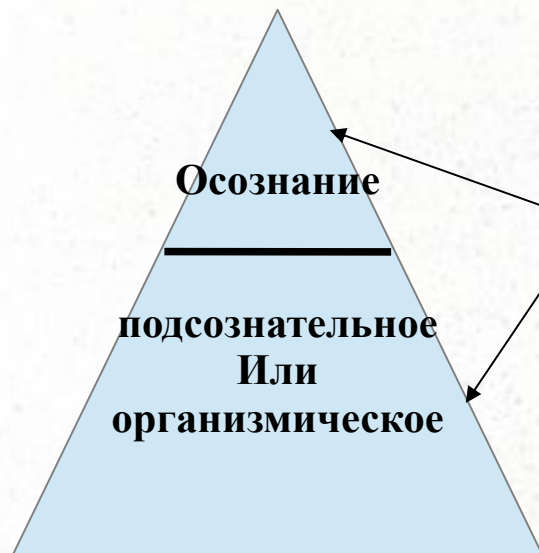 Осознание
подсознательное
Или
организмическое